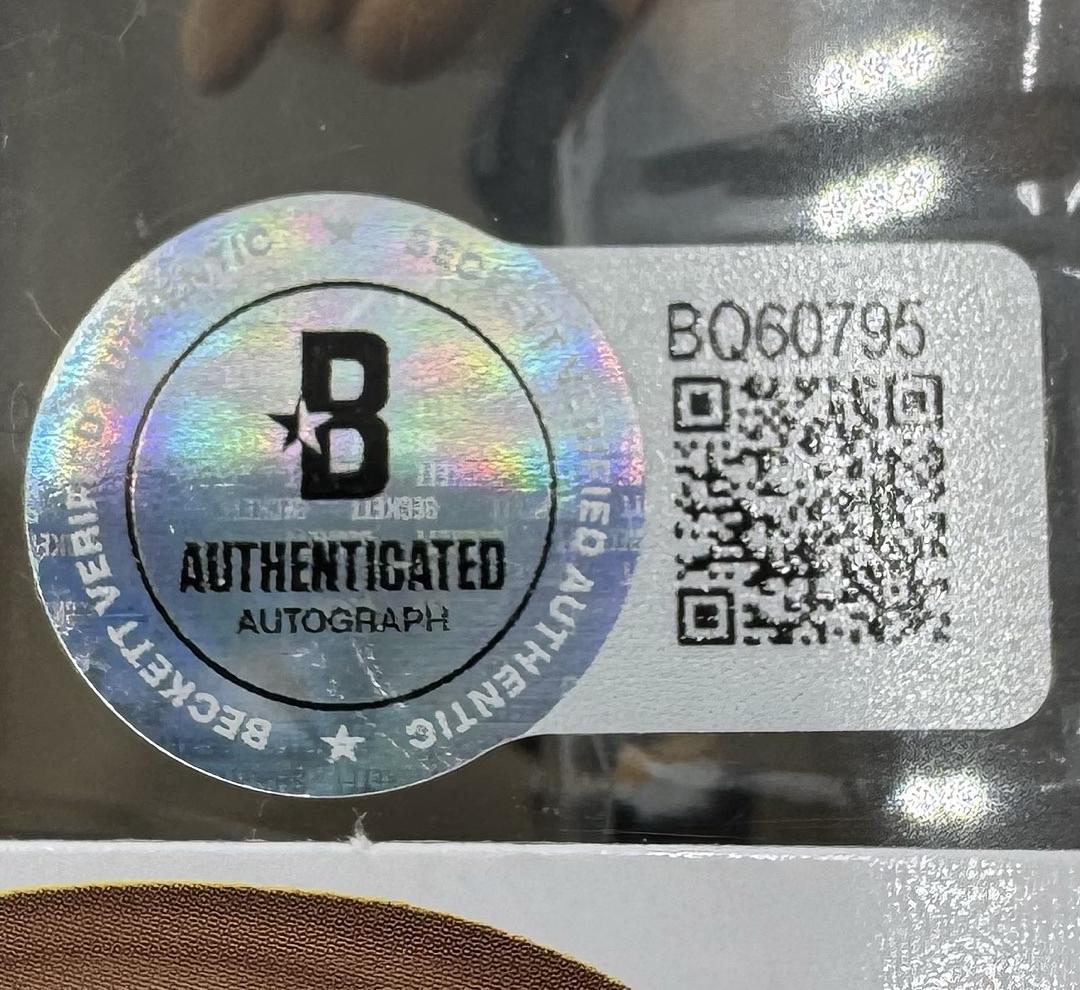 BECKETT VERIFIED AUTHENTIC ★ BECKETT VERIFIED AUTHENTIC ★
B
AUTHENTICATED
AUTOGRAPH
BQ60795